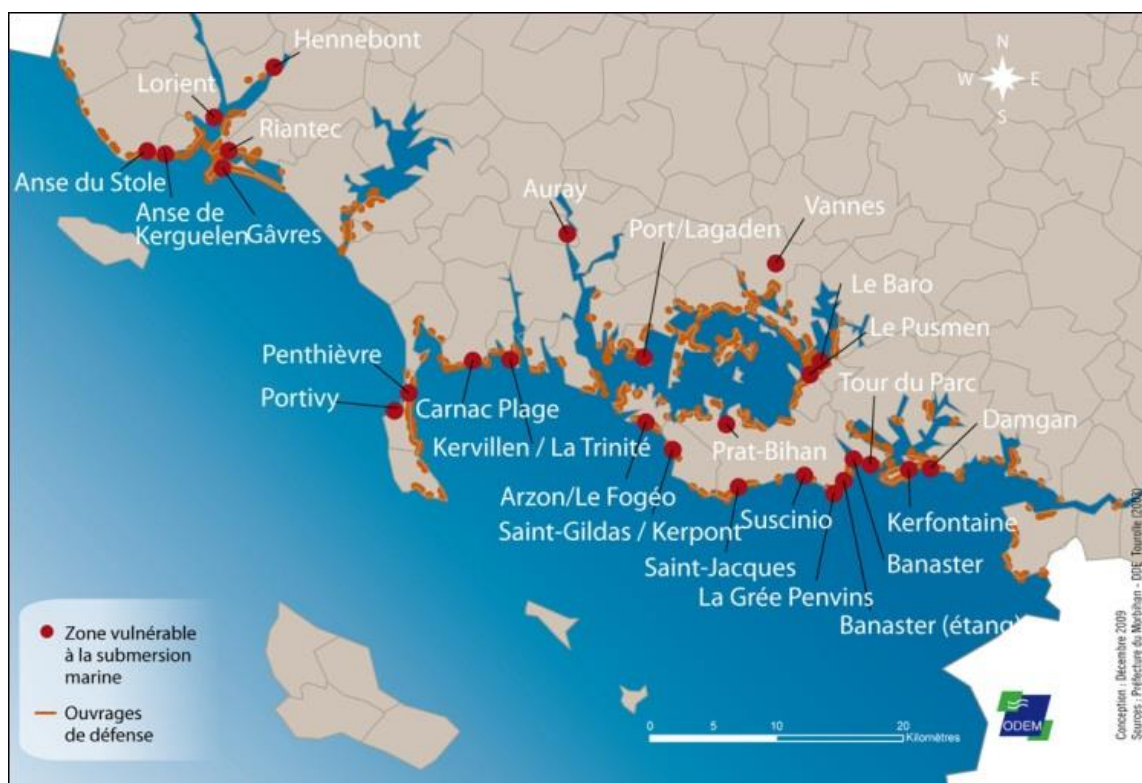 Hennebont
N
W
E
S
Lorient
Riantec
Anse du Stole
Anse de
Kerguelen
Gâvres
Auray
Port/Lagaden
Vannes
Le Baro
Le Pusmen
Tour du Parc
Damgan
Penthièvre
Portivy
Carnac Plage
Kervillen / La Trinité
Prat-Bihan
Arzon/Le Fogéo
Saint-Gildas / Kerpont
Suscinio
Kerfontaine
Saint-Jacques
Banaster
La Grée Penvins
Banaster (étang)
Zone vulnérable
à la submersion
marine
Ouvrages
de défense
0
5
10
20
Kilomètres
ODEM
Conception : Décembre 2009
Sources : Préfecture du Morbihan - DDE, Tourolle